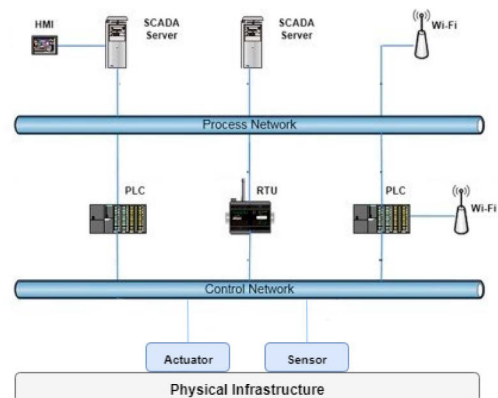 HMI
SCADA
Server
SCADA
Server
Wi-Fi
Process Network
PLC
RTU
PLC
Wi-Fi
Control Network
Actuator
Sensor
Physical Infrastructure